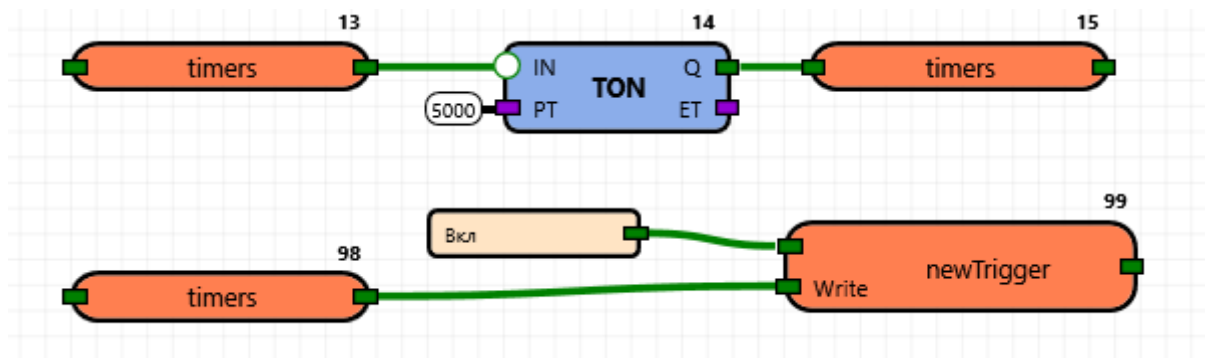 13
14
15
timers
IN
Q
timers
TON
5000
PT
ET
99
Вкл
98
newTrigger
timers
Write